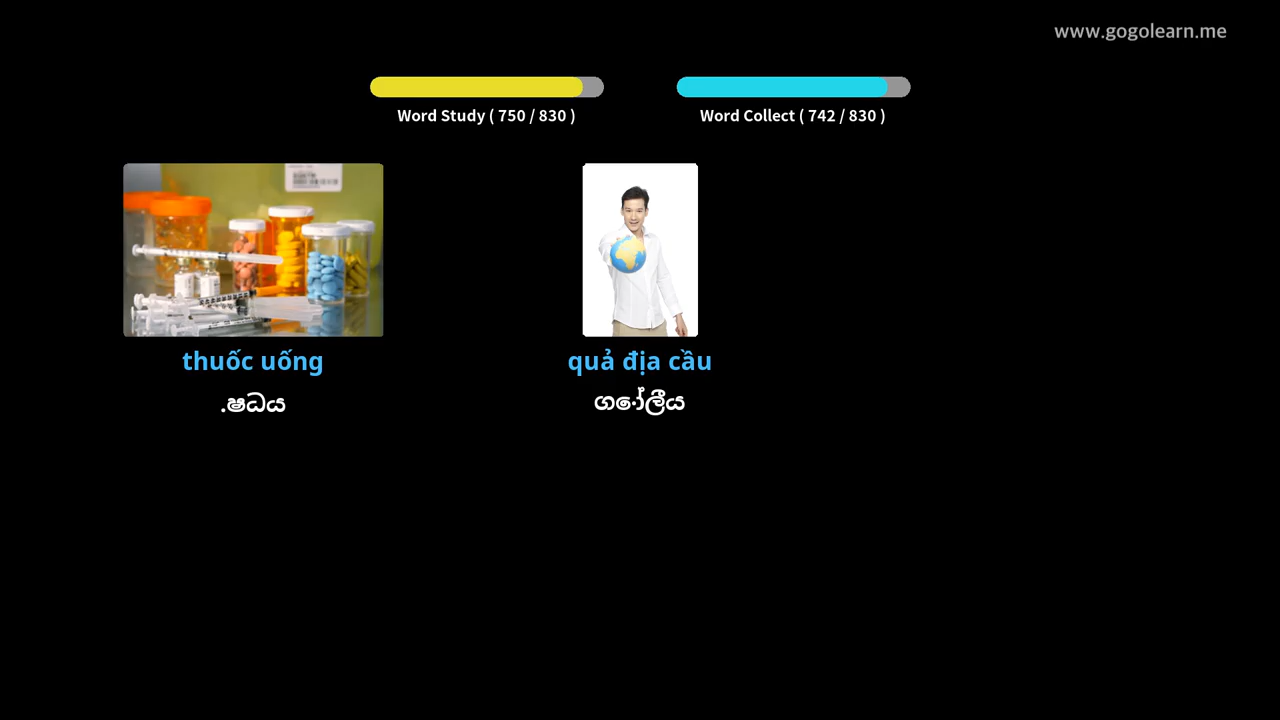 www.gogolearn.me
Word Study ( 750 / 830 )
Word Collect ( 742 / 830 )
thuốc uống
quả địa cầu
.ෂධය
ගෝලීය